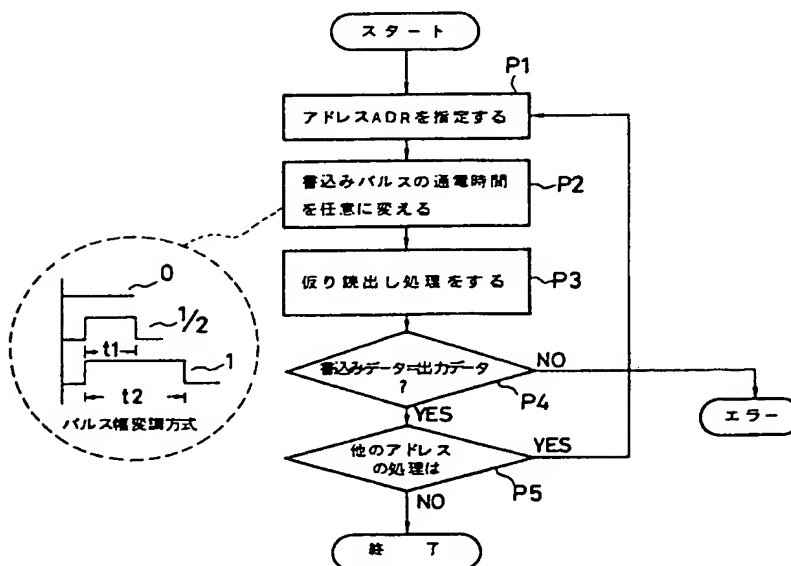 スタート
P1
アドレスADRを指定する
書込みパルスの通電時間
を任意に変える
P2
仮り読出し処理をする
P3
0
1/2
t1
1
t2
パルス幅変調方式
書込みデータ=出力データ
?
NO
P4
YES
エラー
他のアドレス
の処理は
YES
P5
NO
終了